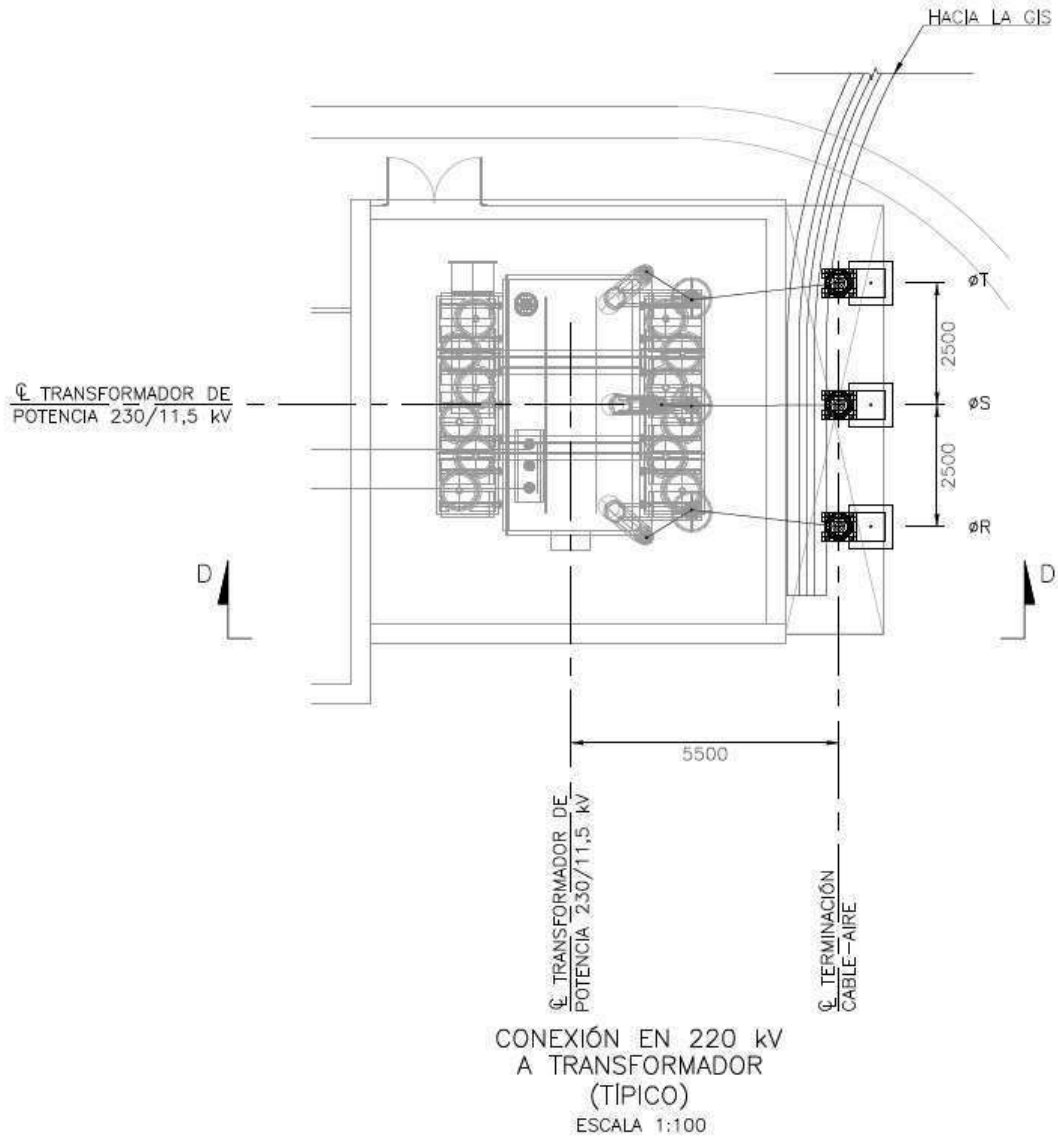 HACIA LA GIS
øT
2500
℄ TRANSFORMADOR DE
POTENCIA 230/11,5 kV
øS
2500
øR
D
D
5500
℄ TRANSFORMADOR DE
POTENCIA 230/11,5 kV
℄ TERMINACIÓN
CABLE-AIRE
CONEXIÓN EN 220 kV
A TRANSFORMADOR
(TÍPICO)
ESCALA 1:100